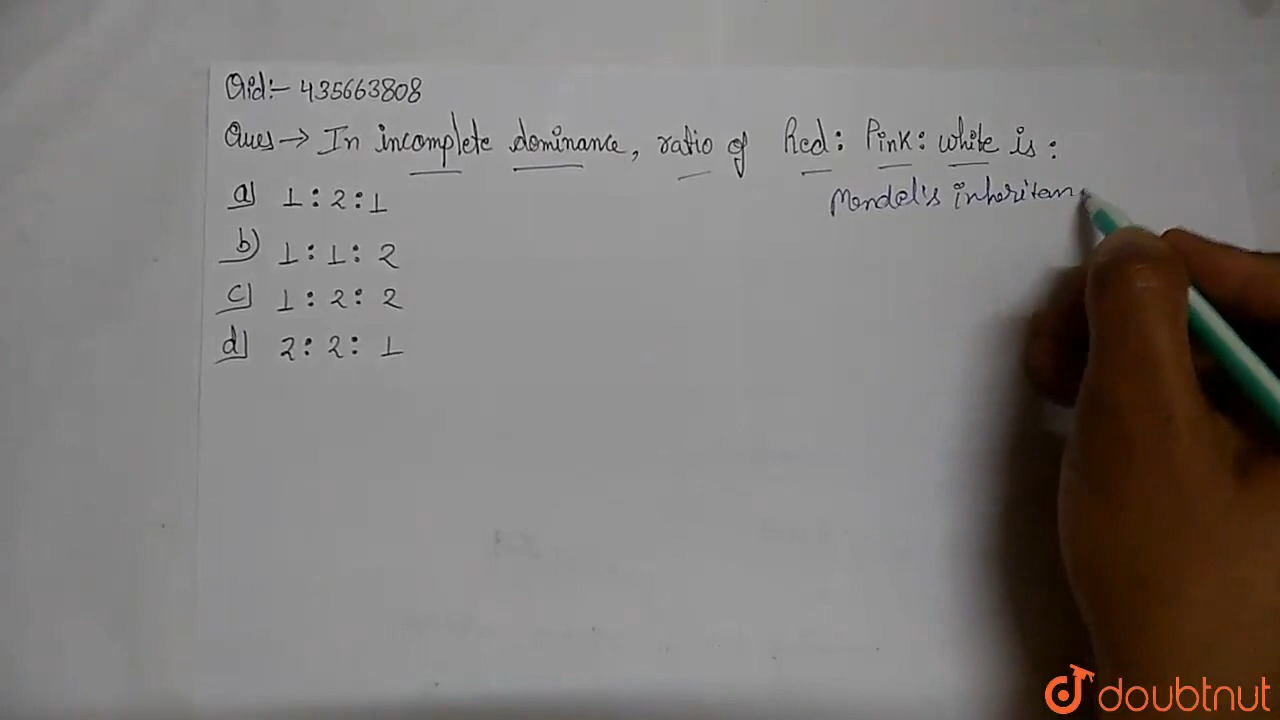 Qid:- 435663808
Ques → In incomplete dominance, ratio of Red: Pink: white is:
Mendel's inheritan
a) 1:2:1
b) 1:1:2
c) 1:2:2
d) 2:2:1
doubtnut